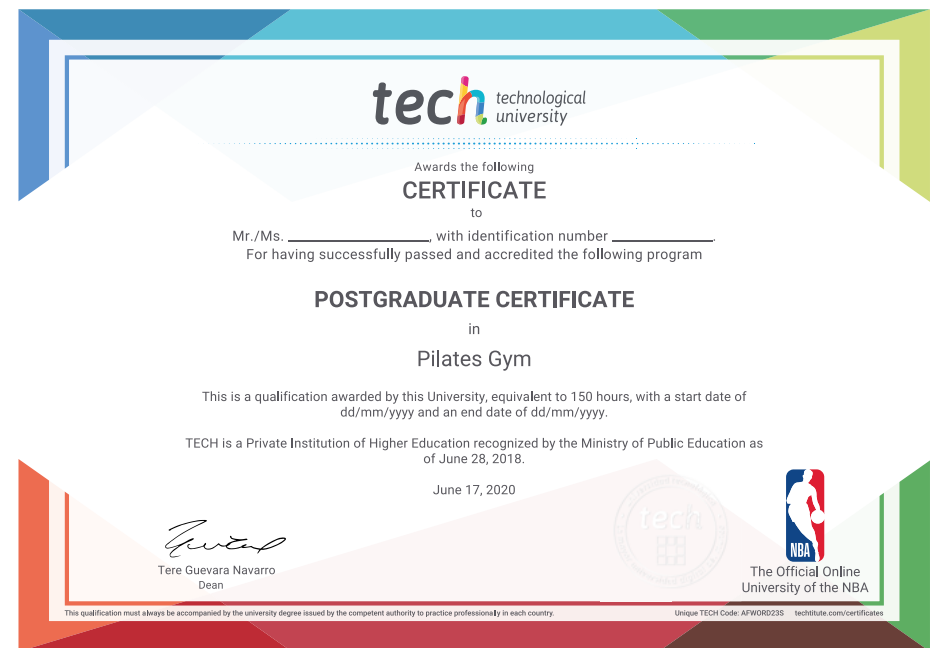 tech technological
university
Awards the following
CERTIFICATE
to
Mr./Ms. __________________, with identification number _____________.
For having successfully passed and accredited the following program
POSTGRADUATE CERTIFICATE
in
Pilates Gym
This is a qualification awarded by this University, equivalent to 150 hours, with a start date of
dd/mm/yyyy and an end date of dd/mm/yyyy.
TECH is a Private Institution of Higher Education recognized by the Ministry of Public Education as
of June 28, 2018.
June 17, 2020
tech
NBA
Tere Guevara Navarro
Dean
The Official Online
University of the NBA
This qualification must always be accompanied by the university degree issued by the competent authority to practice professionally in each country.
Unique TECH Code: AFWORD23S techtitute.com/certificates